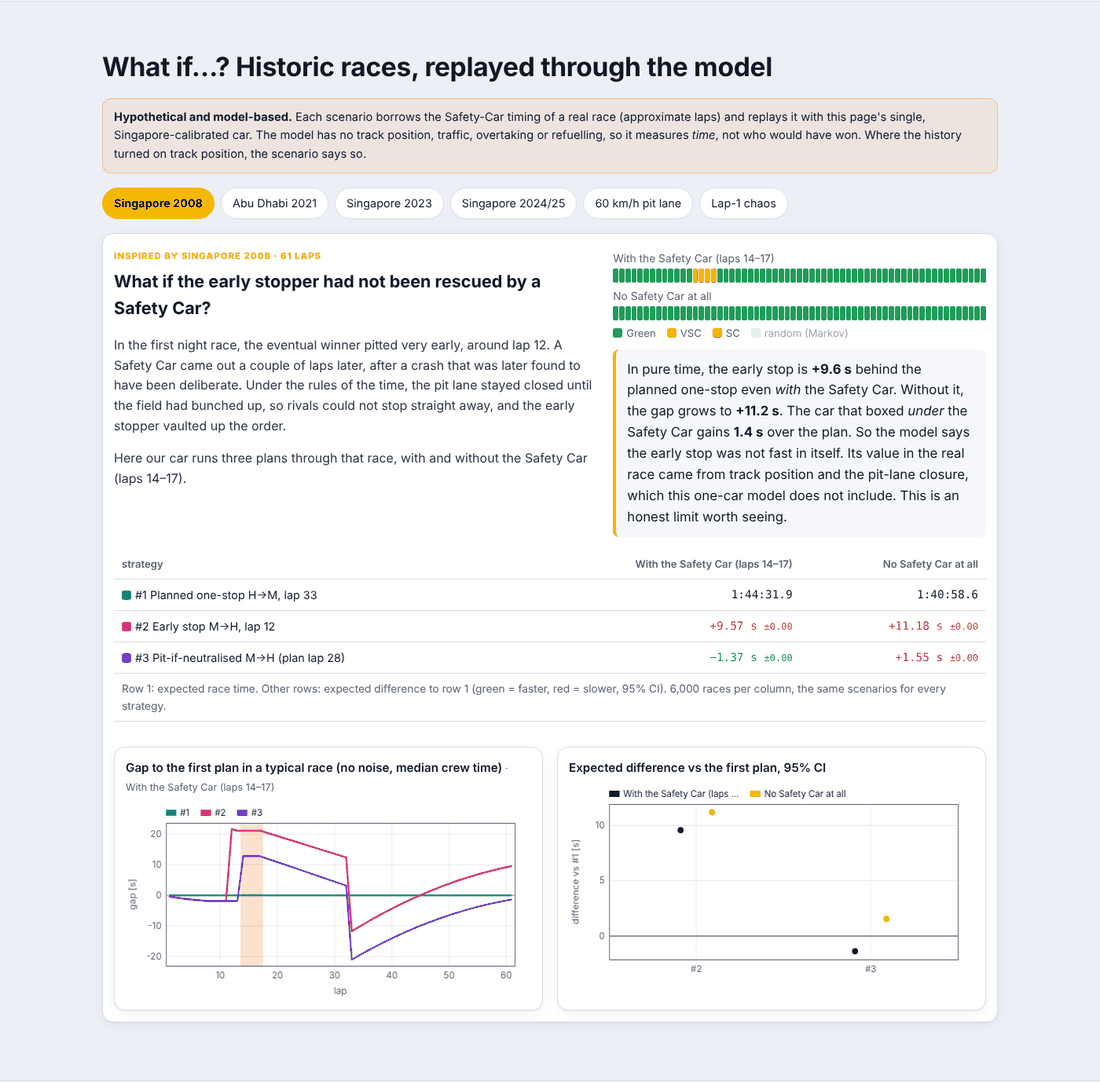 What if…? Historic races, replayed through the model
Hypothetical and model-based. Each scenario borrows the Safety-Car timing of a real race (approximate laps) and replays it with this page's single,
Singapore-calibrated car. The model has no track position, traffic, overtaking or refuelling, so it measures time, not who would have won. Where the history
turned on track position, the scenario says so.
Singapore 2008
Abu Dhabi 2021
Singapore 2023
Singapore 2024/25
60 km/h pit lane
Lap-1 chaos
INSPIRED BY SINGAPORE 2008 · 61 LAPS
What if the early stopper had not been rescued by a
Safety Car?
In the first night race, the eventual winner pitted very early, around lap 12. A
Safety Car came out a couple of laps later, after a crash that was later found to
have been deliberate. Under the rules of the time, the pit lane stayed closed until
the field had bunched up, so rivals could not stop straight away, and the early
stopper vaulted up the order.
Here our car runs three plans through that race, with and without the Safety Car
(laps 14–17).
With the Safety Car (laps 14–17)
No Safety Car at all
Green VSC SC random (Markov)
In pure time, the early stop is +9.6 s behind the
planned one-stop even with the Safety Car. Without it,
the gap grows to +11.2 s. The car that boxed under the
Safety Car gains 1.4 s over the plan. So the model says
the early stop was not fast in itself. Its value in the real
race came from track position and the pit-lane closure,
which this one-car model does not include. This is an
honest limit worth seeing.
strategy With the Safety Car (laps 14–17) No Safety Car at all
#1 Planned one-stop H→M, lap 33 1:44:31.9 1:40:58.6
#2 Early stop M→H, lap 12 +9.57 s ±0.00 +11.18 s ±0.00
#3 Pit-if-neutralised M→H (plan lap 28) −1.37 s ±0.00 +1.55 s ±0.00
Row 1: expected race time. Other rows: expected difference to row 1 (green = faster, red = slower, 95% CI). 6,000 races per column, the same scenarios for every
strategy.
Gap to the first plan in a typical race (no noise, median crew time) ·
With the Safety Car (laps 14–17)
#1 #2 #3
20
10
0
-10
-20
gap [s]
10 20 30 40 50 60
lap
Expected difference vs the first plan, 95% CI
With the Safety Car (laps ... No Safety Car at all
10
5
0
difference vs #1 [s]
#2 #3